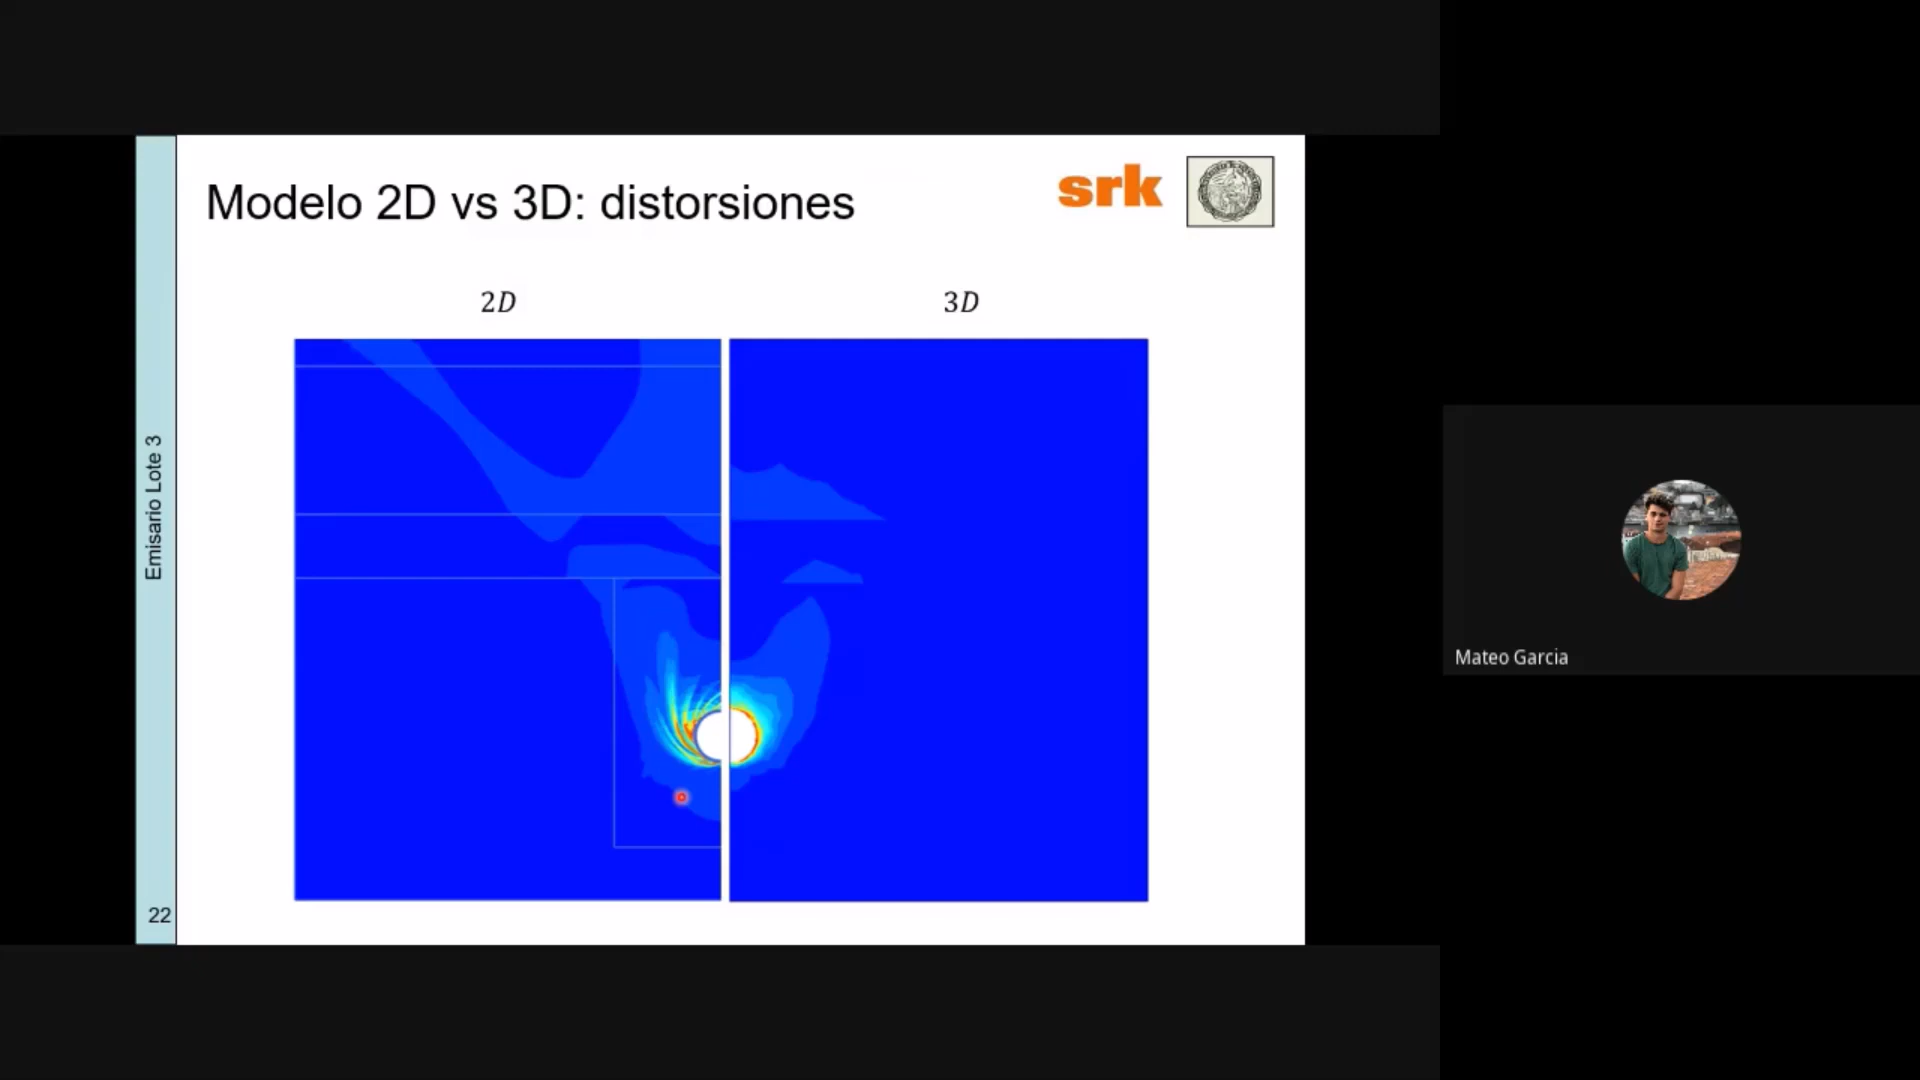 Modelo 2D vs 3D: distorsiones
srk
2D
3D
Emisario Lote 3
22
Mateo Garcia